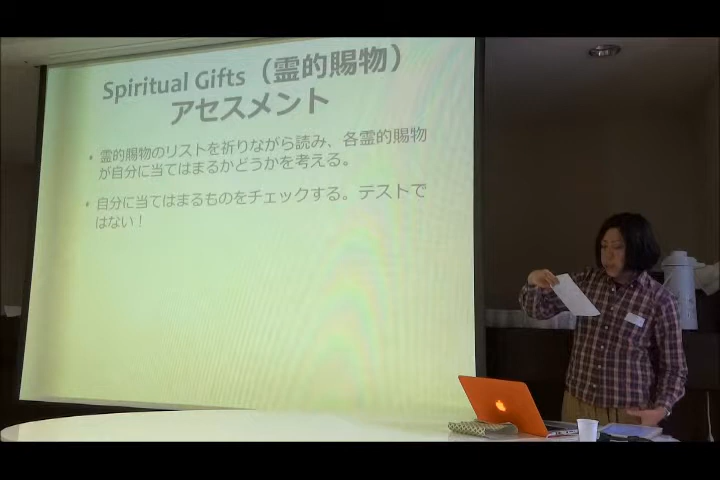 Spiritual Gifts（霊的賜物）
アセスメント
• 霊的賜物のリストを祈りながら読み、各霊的賜物
が自分に当てはまるかどうかを考える。
• 自分に当てはまるものをチェックする。テストで
はない！